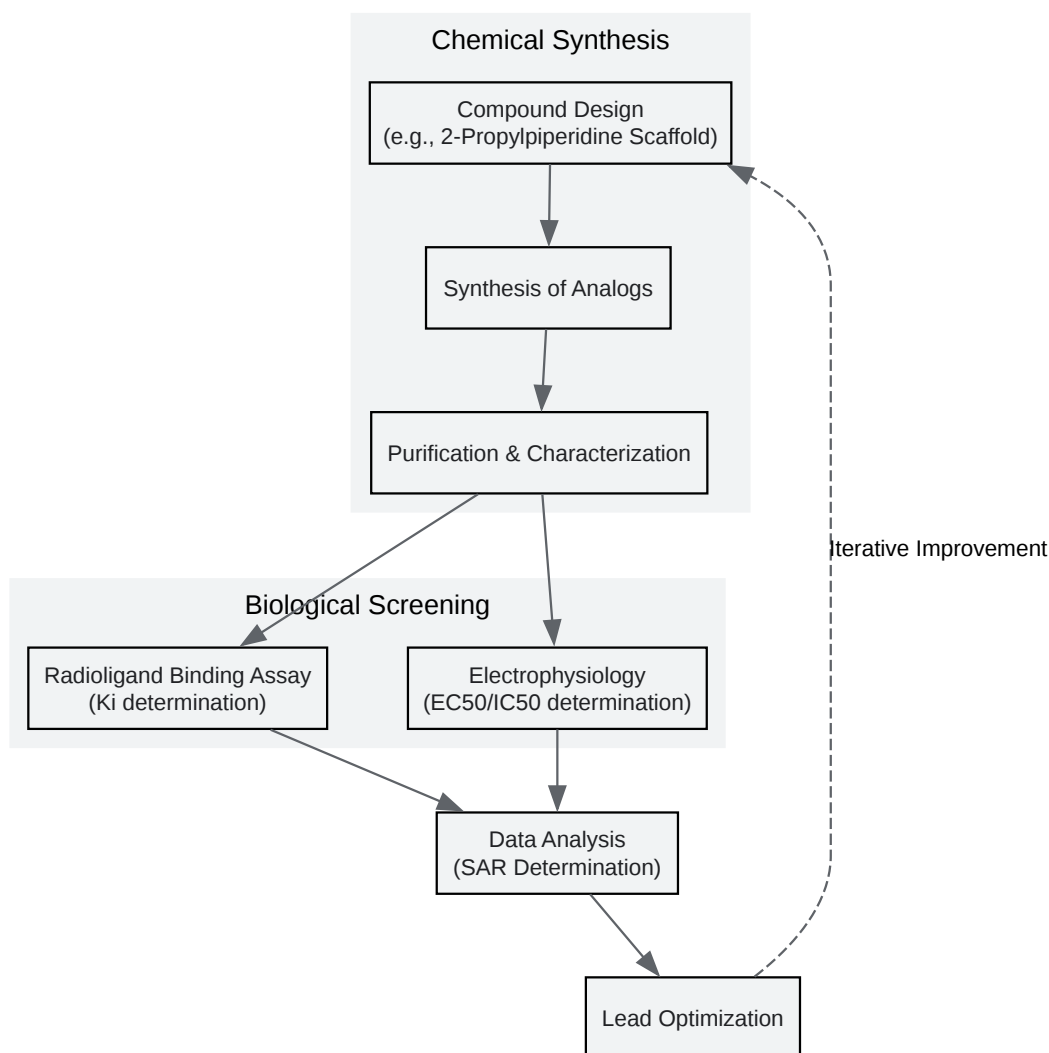 Chemical Synthesis
Compound Design
(e.g., 2-Propylpiperidine Scaffold)
Synthesis of Analogs
Purification & Characterization
Iterative Improvement
Biological Screening
Radioligand Binding Assay
(Ki determination)
Electrophysiology
(EC50/IC50 determination)
Data Analysis
(SAR Determination)
Lead Optimization